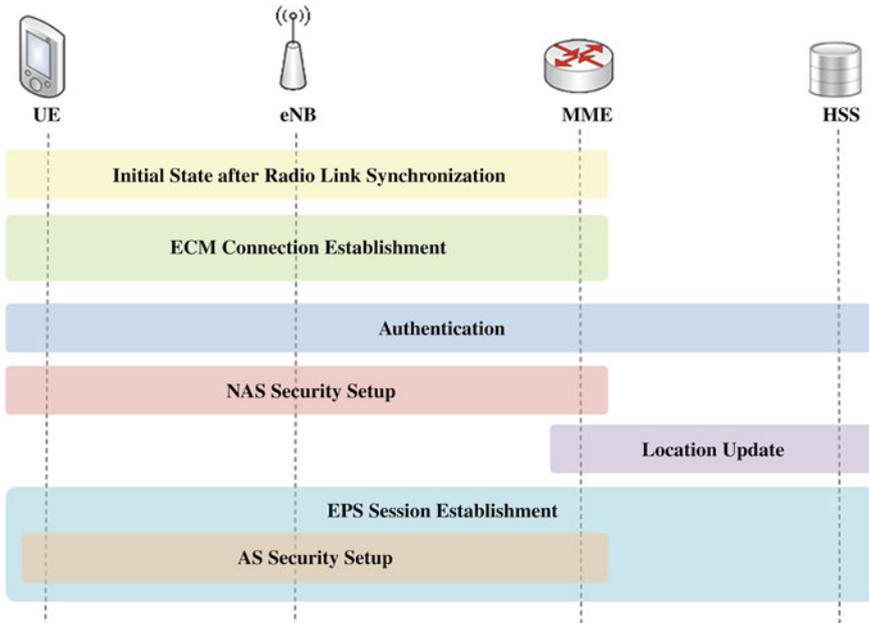 UE
eNB
MME
HSS
Initial State after Radio Link Synchronization
ECM Connection Establishment
Authentication
NAS Security Setup
Location Update
EPS Session Establishment
AS Security Setup